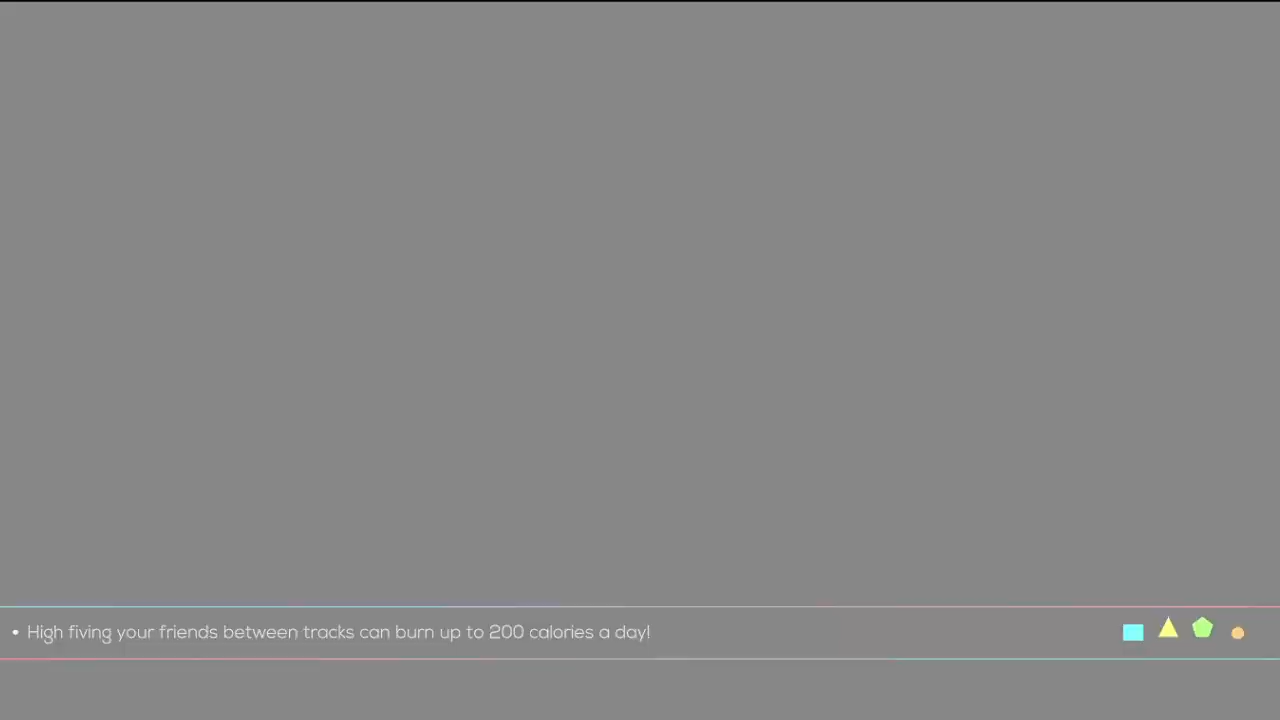 • High fiving your friends between tracks can burn up to 200 calories a day!